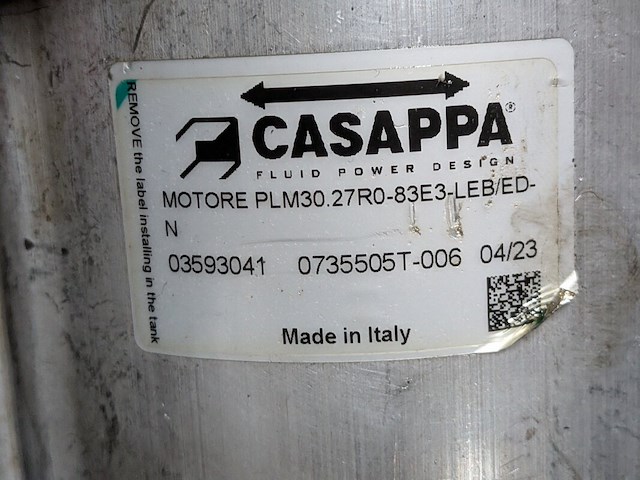 REMOVE the label installing in the tank
CASAPPA®
FLUID POWER DESIGN
MOTORE PLM30.27R0-83E3-LEB/ED-
N
03593041 0735505T-006 04/23
Made in Italy